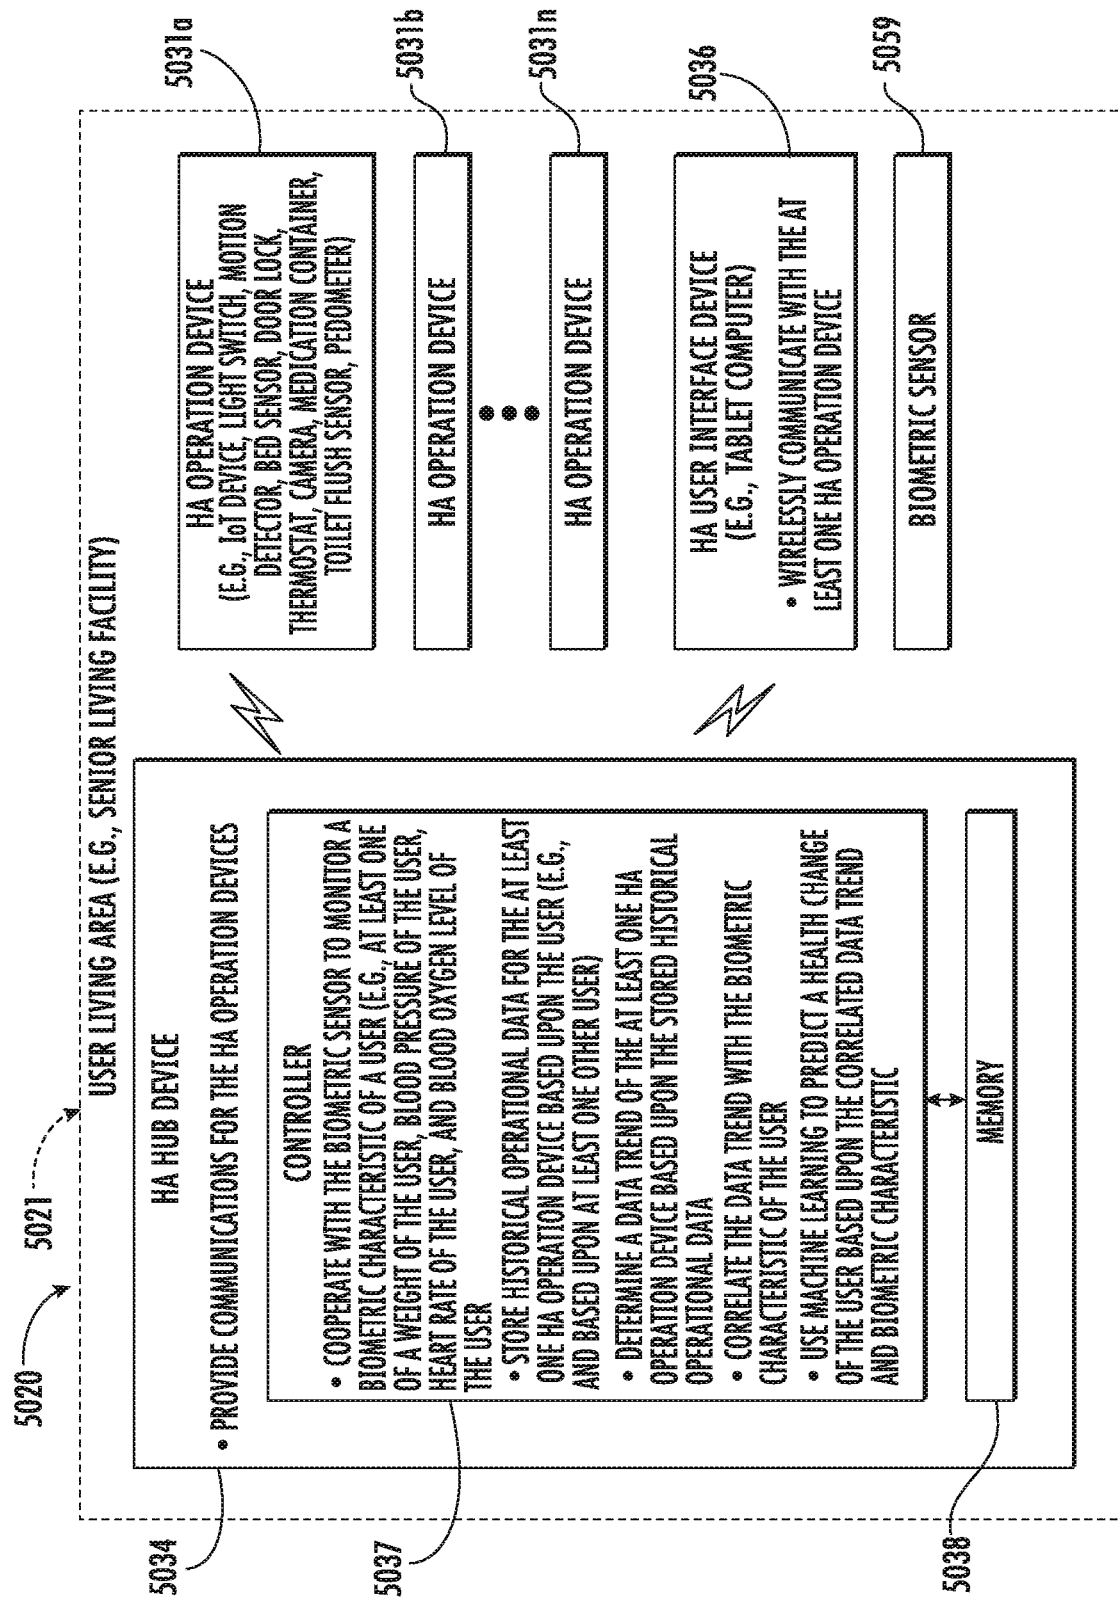 5020
5021
USER LIVING AREA (E.G., SENIOR LIVING FACILITY)
5034
HA HUB DEVICE
• PROVIDE COMMUNICATIONS FOR THE HA OPERATION DEVICES
5037
CONTROLLER
• COOPERATE WITH THE BIOMETRIC SENSOR TO MONITOR A
BIOMETRIC CHARACTERISTIC OF A USER (E.G., AT LEAST ONE
OF A WEIGHT OF THE USER, BLOOD PRESSURE OF THE USER,
HEART RATE OF THE USER, AND BLOOD OXYGEN LEVEL OF
THE USER
• STORE HISTORICAL OPERATIONAL DATA FOR THE AT LEAST
ONE HA OPERATION DEVICE BASED UPON THE USER (E.G.,
AND BASED UPON AT LEAST ONE OTHER USER)
• DETERMINE A DATA TREND OF THE AT LEAST ONE HA
OPERATION DEVICE BASED UPON THE STORED HISTORICAL
OPERATIONAL DATA
• CORRELATE THE DATA TREND WITH THE BIOMETRIC
CHARACTERISTIC OF THE USER
• USE MACHINE LEARNING TO PREDICT A HEALTH CHANGE
OF THE USER BASED UPON THE CORRELATED DATA TREND
AND BIOMETRIC CHARACTERISTIC
MEMORY
5038
HA OPERATION DEVICE
(E.G., IoT DEVICE, LIGHT SWITCH, MOTION
DETECTOR, BED SENSOR, DOOR LOCK,
THERMOSTAT, CAMERA, MEDICATION CONTAINER,
TOILET FLUSH SENSOR, PEDOMETER)
5031a
HA OPERATION DEVICE
5031b
HA OPERATION DEVICE
5031n
HA USER INTERFACE DEVICE
(E.G., TABLET COMPUTER)
• WIRELESSLY COMMUNICATE WITH THE AT
LEAST ONE HA OPERATION DEVICE
5036
BIOMETRIC SENSOR
5059